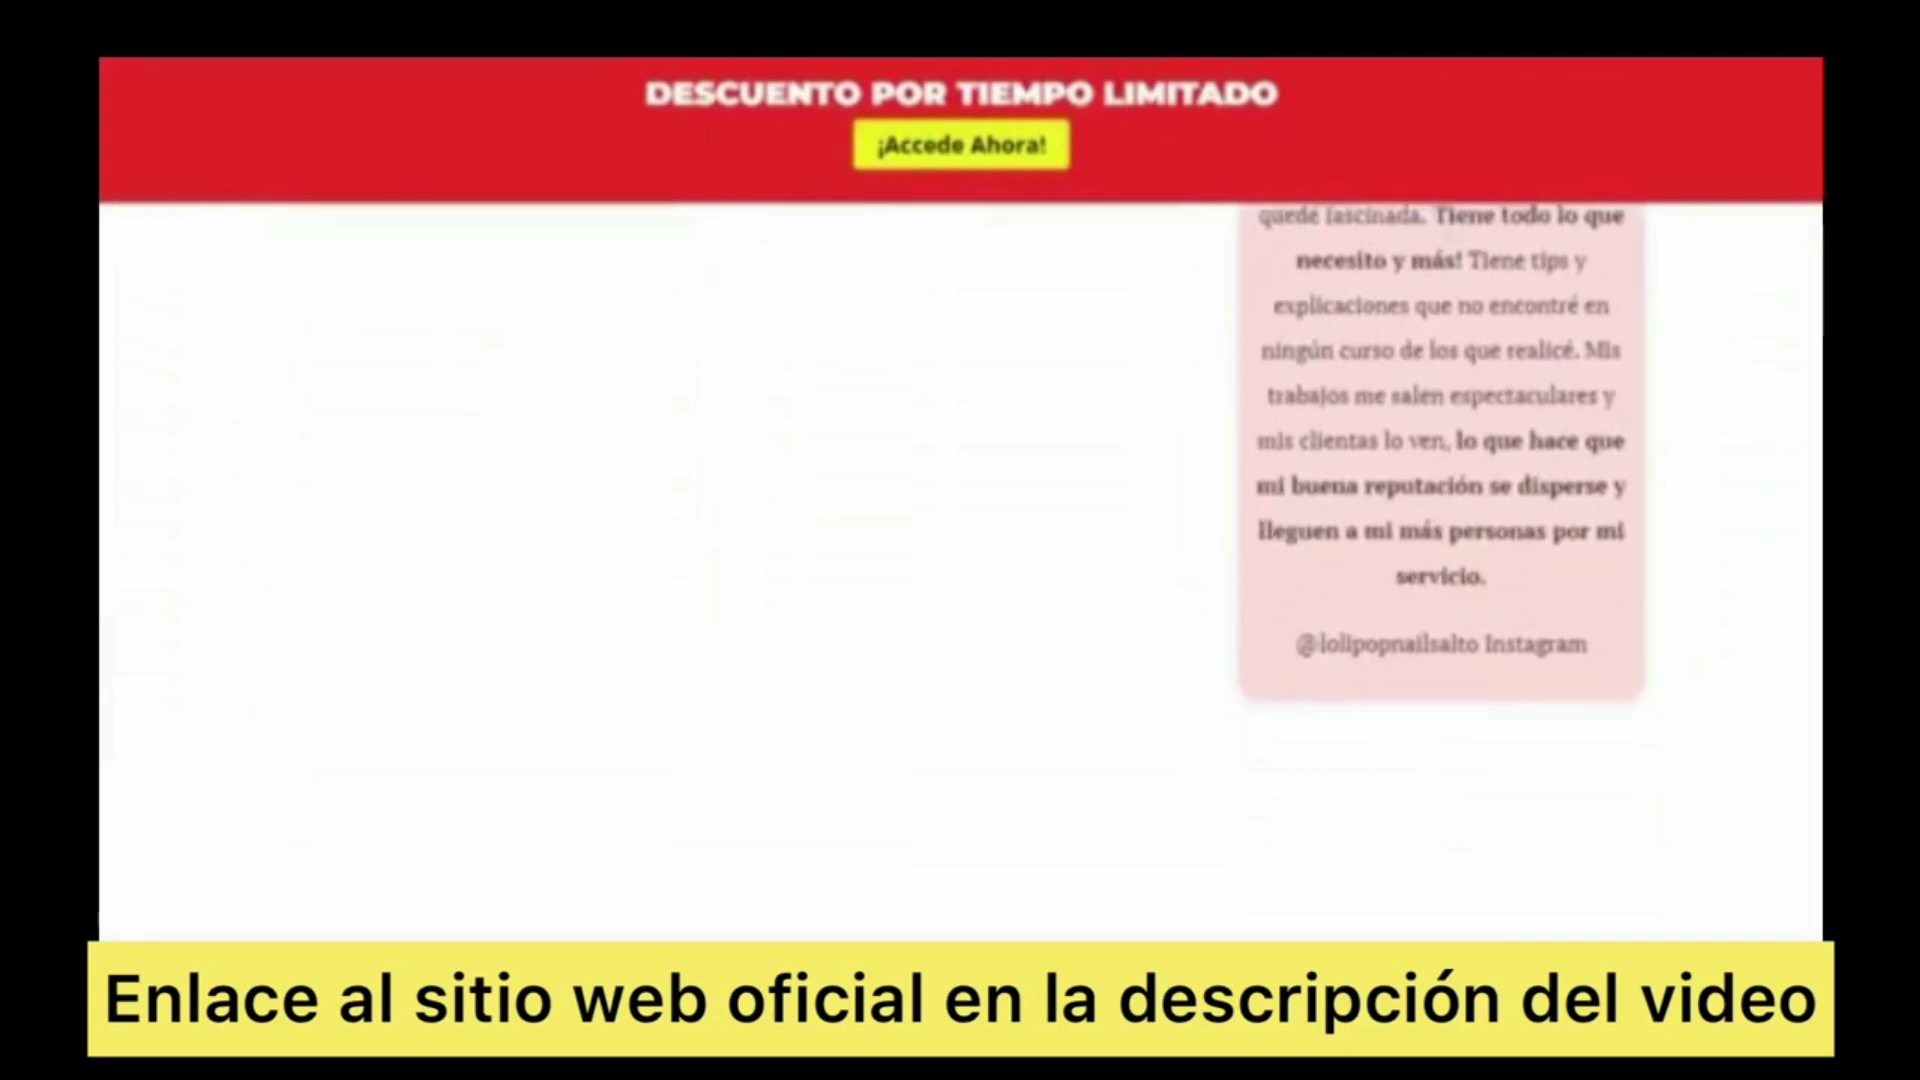 DESCUENTO POR TIEMPO LIMITADO
¡Accede Ahora!
quedé fascinada. Tiene todo lo que
necesito y más! Tiene tips y
explicaciones que no encontré en
ningún curso de los que realicé. Mis
trabajos me salen espectaculares y
mis clientas lo ven, lo que hace que
mi buena reputación se disperse y
lleguen a mi más personas por mi
servicio.
@lolipopnailsalto Instagram
Enlace al sitio web oficial en la descripción del video